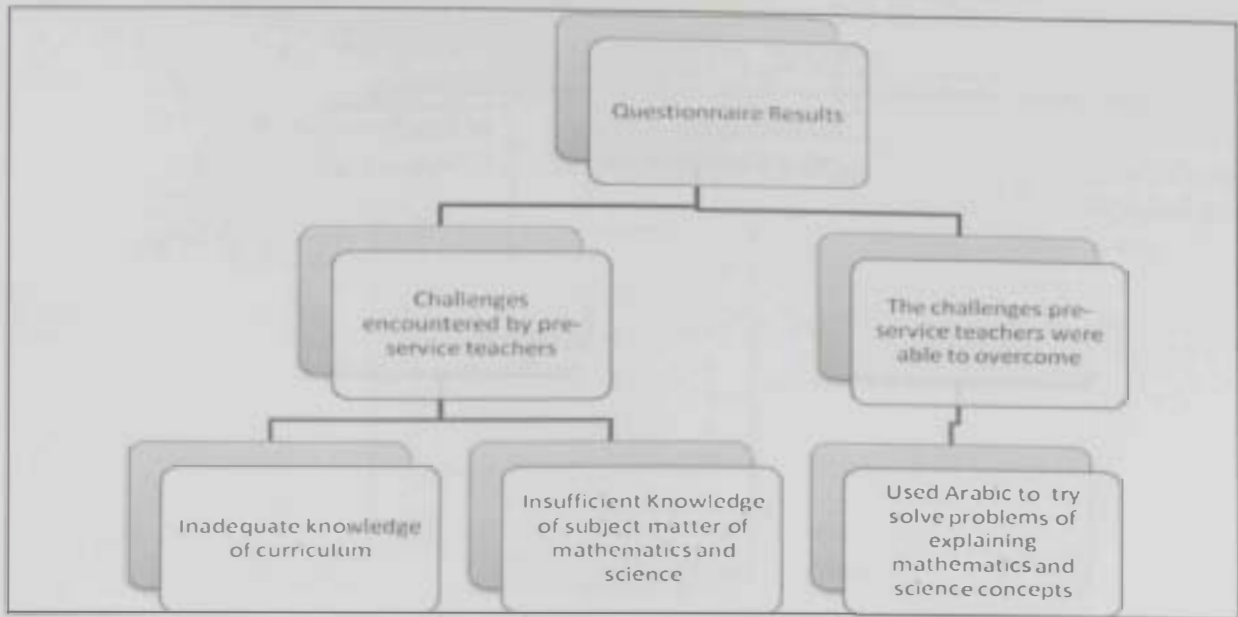 Questionnaire Results
Challenges
encountered by pre-
service teachers
The challenges pre-
service teachers were
able to overcome
Inadequate knowledge
of curriculum
Insufficient Knowledge
of subject matter of
mathematics and
science
Used Arabic to try
solve problems of
explaining
mathematics and
science concepts